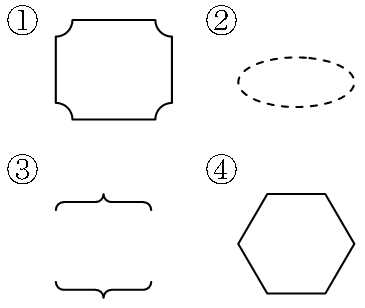 ① ②
③ ④